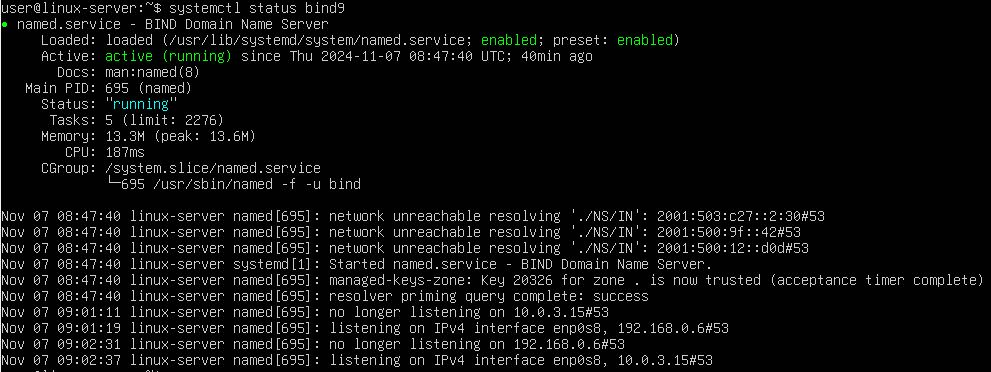 user@linux-server:~$ systemctl status bind9
● named.service - BIND Domain Name Server
Loaded: loaded (/usr/lib/systemd/system/named.service; enabled; preset: enabled)
Active: active (running) since Thu 2024-11-07 08:47:40 UTC; 40min ago
Docs: man:named(8)
Main PID: 695 (named)
Status: "running"
Tasks: 5 (limit: 2276)
Memory: 13.3M (peak: 13.6M)
CPU: 187ms
CGroup: /system.slice/named.service
└─695 /usr/sbin/named -f -u bind
Nov 07 08:47:40 linux-server named[695]: network unreachable resolving './NS/IN': 2001:503:c27::2:30#53
Nov 07 08:47:40 linux-server named[695]: network unreachable resolving './NS/IN': 2001:500:9f::42#53
Nov 07 08:47:40 linux-server named[695]: network unreachable resolving './NS/IN': 2001:500:12::d0d#53
Nov 07 08:47:40 linux-server systemd[1]: Started named.service - BIND Domain Name Server.
Nov 07 08:47:40 linux-server named[695]: managed-keys-zone: Key 20326 for zone . is now trusted (acceptance timer complete)
Nov 07 08:47:40 linux-server named[695]: resolver priming query complete: success
Nov 07 09:01:11 linux-server named[695]: no longer listening on 10.0.3.15#53
Nov 07 09:01:19 linux-server named[695]: listening on IPv4 interface enp0s8, 192.168.0.6#53
Nov 07 09:02:31 linux-server named[695]: no longer listening on 192.168.0.6#53
Nov 07 09:02:37 linux-server named[695]: listening on IPv4 interface enp0s8, 10.0.3.15#53